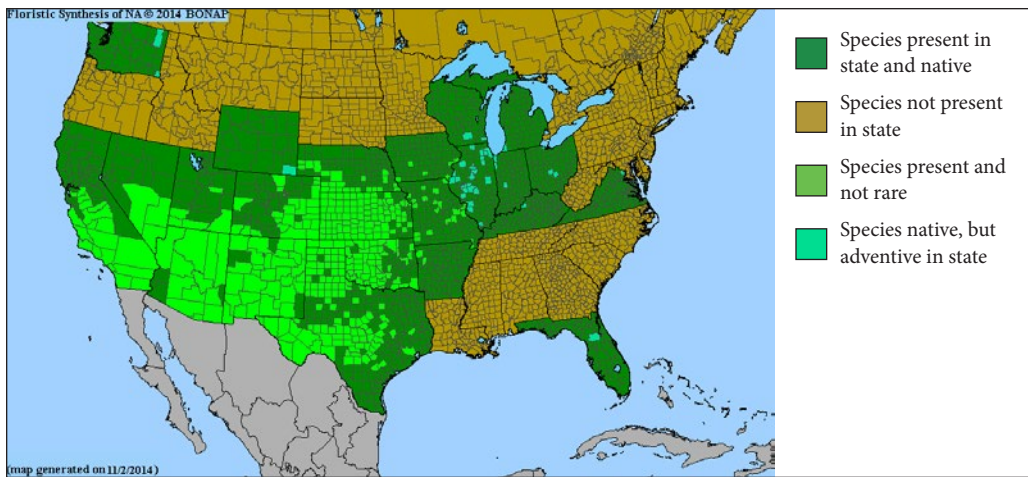 Floristic Synthesis of NA © 2014 BONAP
Species present in
state and native
Species not present
in state
Species present and
not rare
Species native, but
adventive in state
(map generated on 11/2/2014)